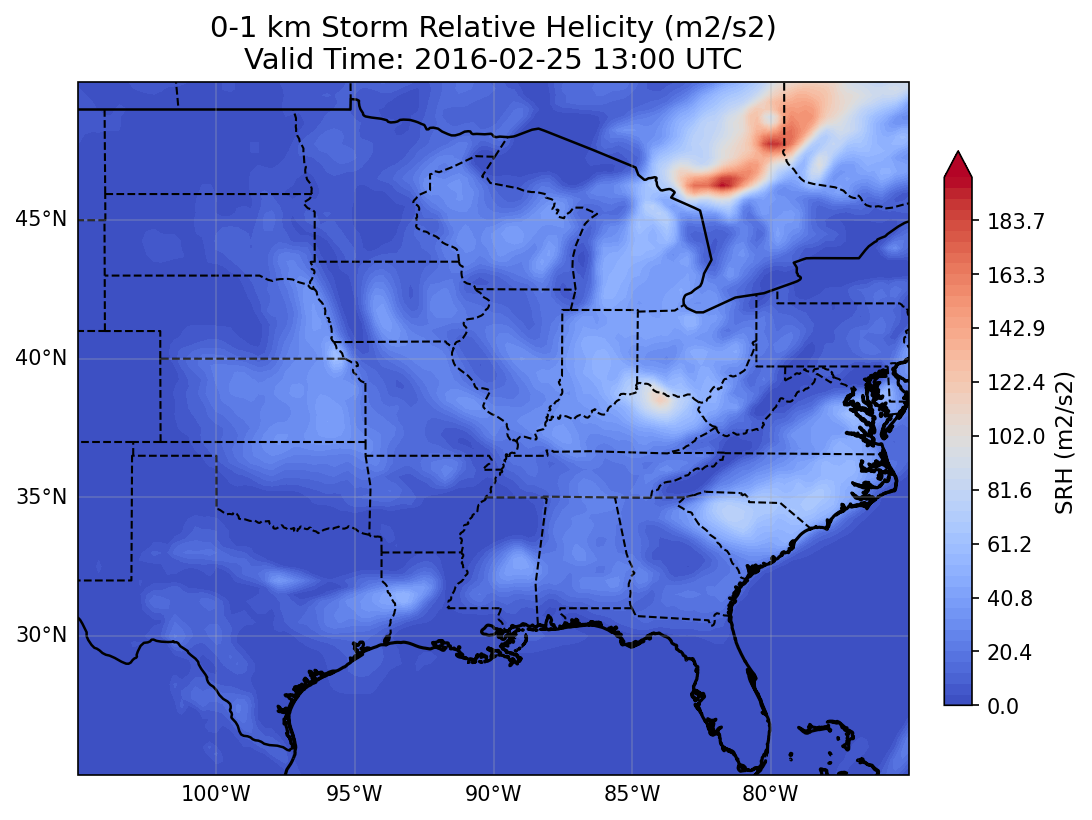 0-1 km Storm Relative Helicity (m2/s2)
Valid Time: 2016-02-25 13:00 UTC
45°N
40°N
35°N
30°N
100°W
95°W
90°W
85°W
80°W
183.7
163.3
142.9
122.4
102.0
81.6
61.2
40.8
20.4
0.0
SRH (m2/s2)